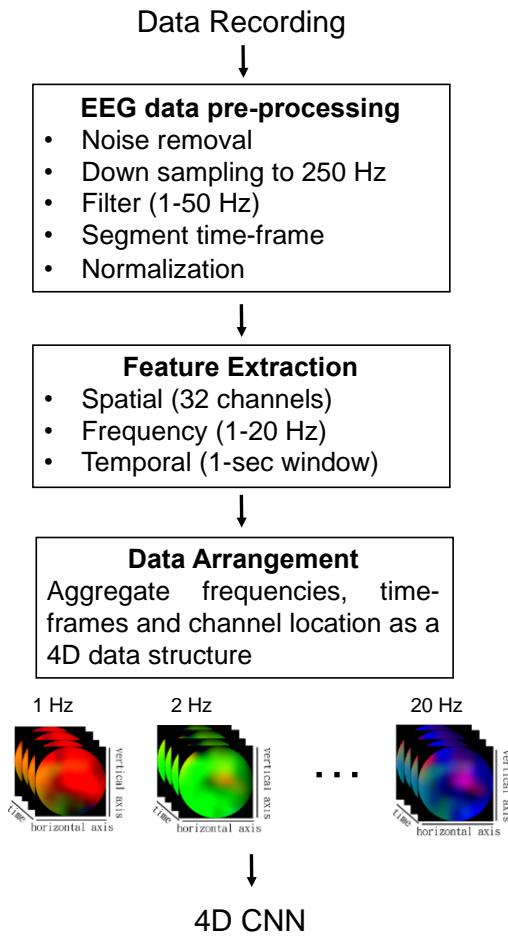 Data Recording
EEG data pre-processing
• Noise removal
• Down sampling to 250 Hz
• Filter (1-50 Hz)
• Segment time-frame
• Normalization
Feature Extraction
• Spatial (32 channels)
• Frequency (1-20 Hz)
• Temporal (1-sec window)
Data Arrangement
Aggregate frequencies, time-
frames and channel location as a
4D data structure
1 Hz
2 Hz
20 Hz
vertical axis
vertical axis
...
vertical axis
time
horizontal axis
time
horizontal axis
time
horizontal axis
4D CNN